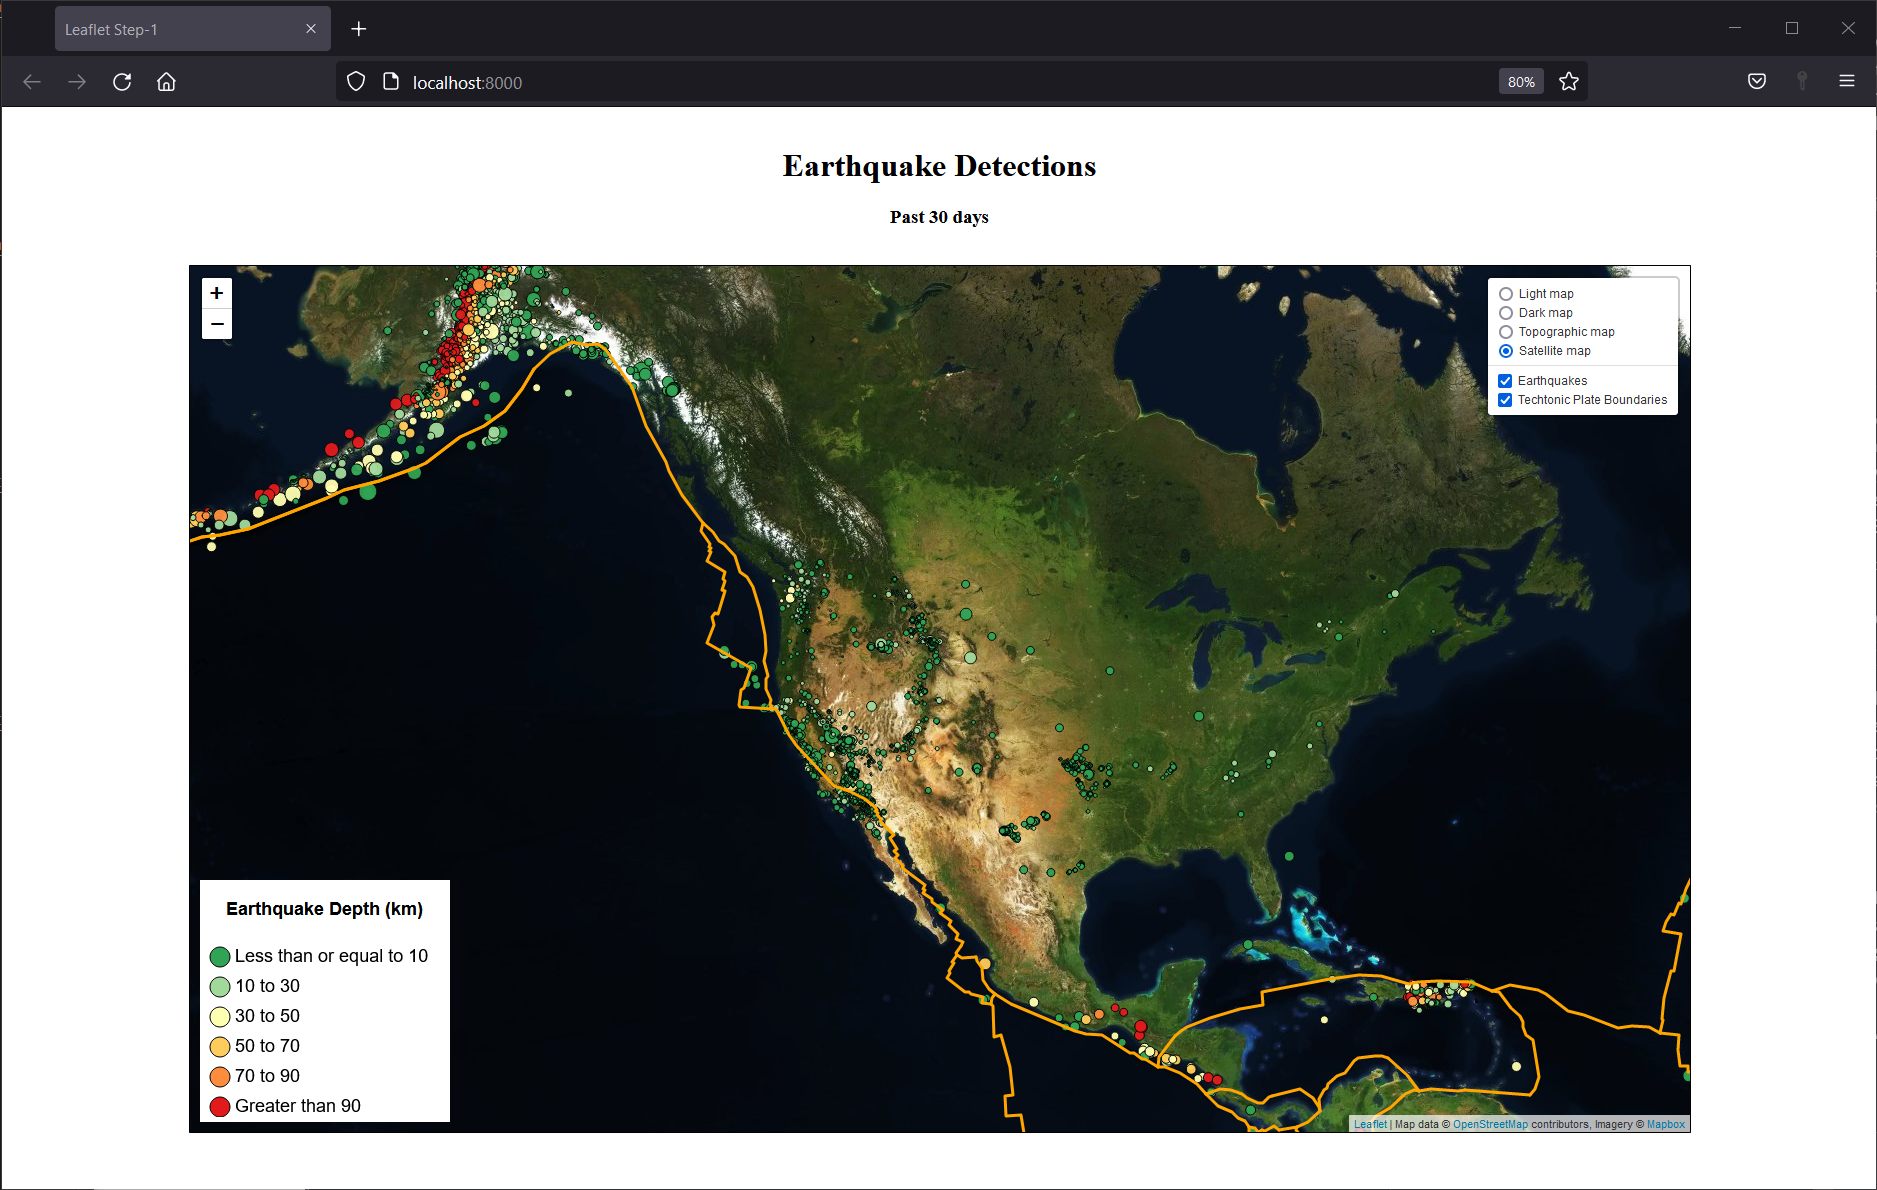 Leaflet Step-1
localhost:8000
80%
Earthquake Detections
Past 30 days
+
−
Light map
Dark map
Topographic map
Satellite map
Earthquakes
Techtonic Plate Boundaries
Earthquake Depth (km)
Less than or equal to 10
10 to 30
30 to 50
50 to 70
70 to 90
Greater than 90
Leaflet | Map data © OpenStreetMap contributors, Imagery © Mapbox